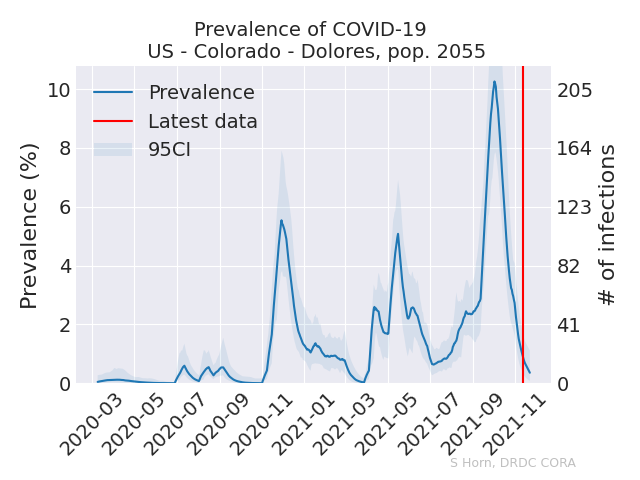 Prevalence of COVID-19
US - Colorado - Dolores, pop. 2055
Prevalence
Latest data
95CI
Prevalence (%)
10
8
6
4
2
0
205
164
123
82
41
0
# of infections
2020-03
2020-05
2020-07
2020-09
2020-11
2021-01
2021-03
2021-05
2021-07
2021-09
2021-11
S Horn, DRDC CORA